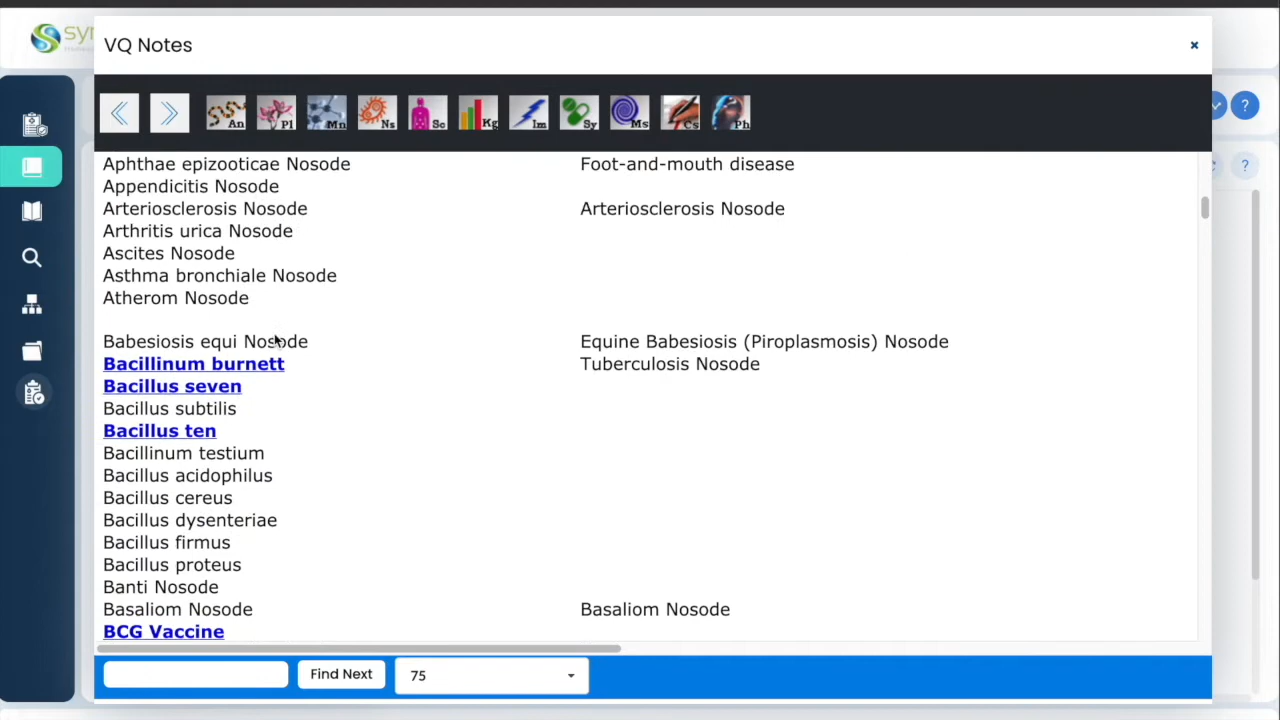 syn
VQ Notes
×
An Pl Mn Ns Sc Kg Im Sy Ms Cs Ph
? 
?
Aphthae epizooticae Nosode Foot-and-mouth disease
Appendicitis Nosode
Arteriosclerosis Nosode Arteriosclerosis Nosode
Arthritis urica Nosode
Ascites Nosode
Asthma bronchiale Nosode
Atherom Nosode
Babesiosis equi Nosode Equine Babesiosis (Piroplasmosis) Nosode
Bacillinum burnett Tuberculosis Nosode
Bacillus seven
Bacillus subtilis
Bacillus ten
Bacillinum testium
Bacillus acidophilus
Bacillus cereus
Bacillus dysenteriae
Bacillus firmus
Bacillus proteus
Banti Nosode
Basaliom Nosode Basaliom Nosode
BCG Vaccine
Find Next 75